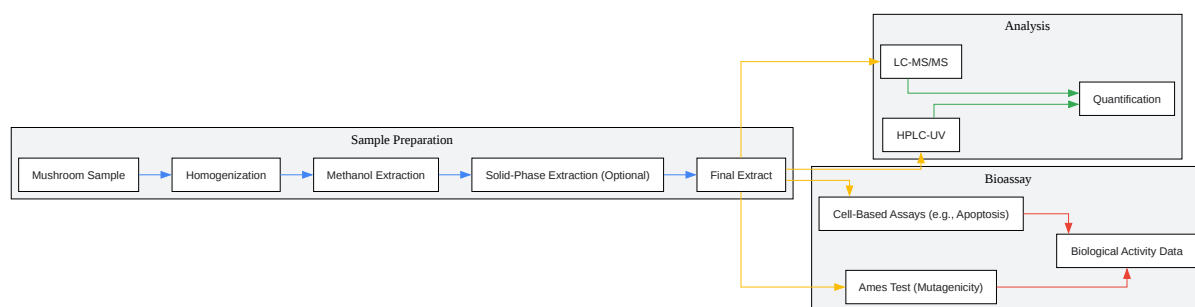 Analysis
LC-MS/MS
Quantification
HPLC-UV
Sample Preparation
Mushroom Sample
Homogenization
Methanol Extraction
Solid-Phase Extraction (Optional)
Final Extract
Bioassay
Cell-Based Assays (e.g., Apoptosis)
Biological Activity Data
Ames Test (Mutagenicity)